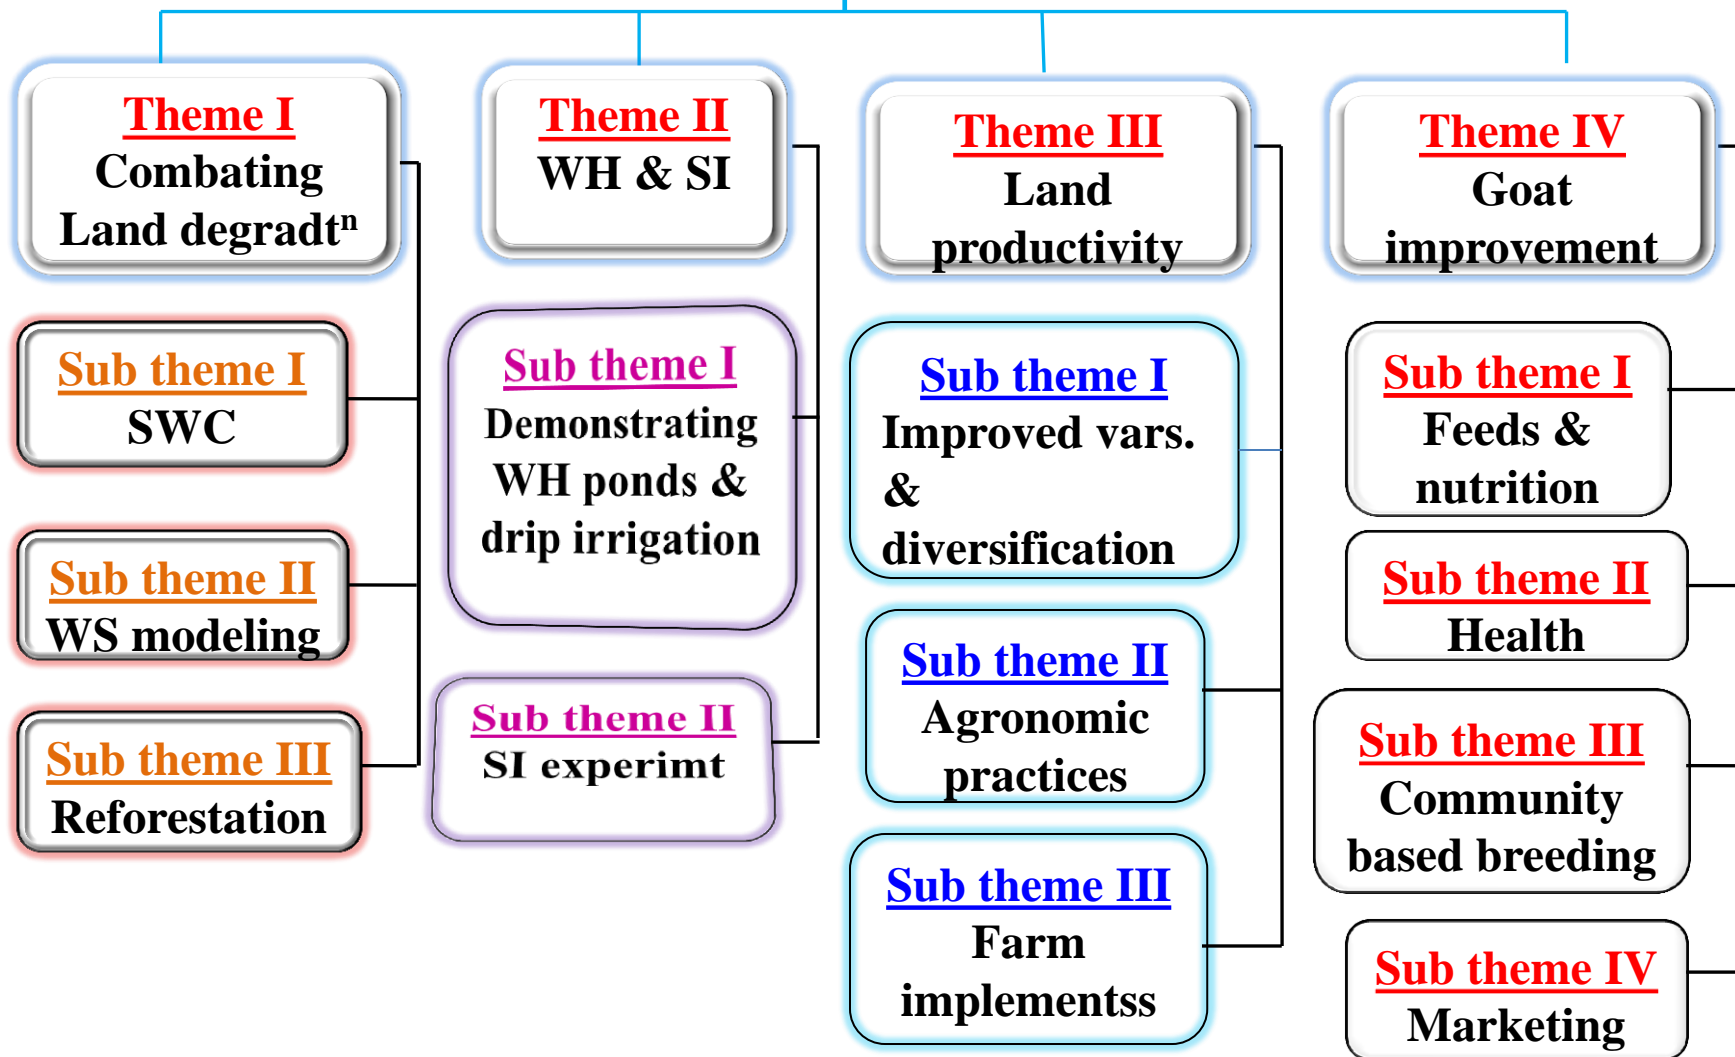 Theme I
Combating
Land degradtⁿ
Sub theme I
SWC
Sub theme II
WS modeling
Sub theme III
Reforestation
Theme II
WH & SI
Sub theme I
Demonstrating
WH ponds &
drip irrigation
Sub theme II
SI experimt
Theme III
Land
productivity
Sub theme I
Improved vars.
&
diversification
Sub theme II
Agronomic
practices
Sub theme III
Farm
implementss
Theme IV
Goat
improvement
Sub theme I
Feeds &
nutrition
Sub theme II
Health
Sub theme III
Community
based breeding
Sub theme IV
Marketing